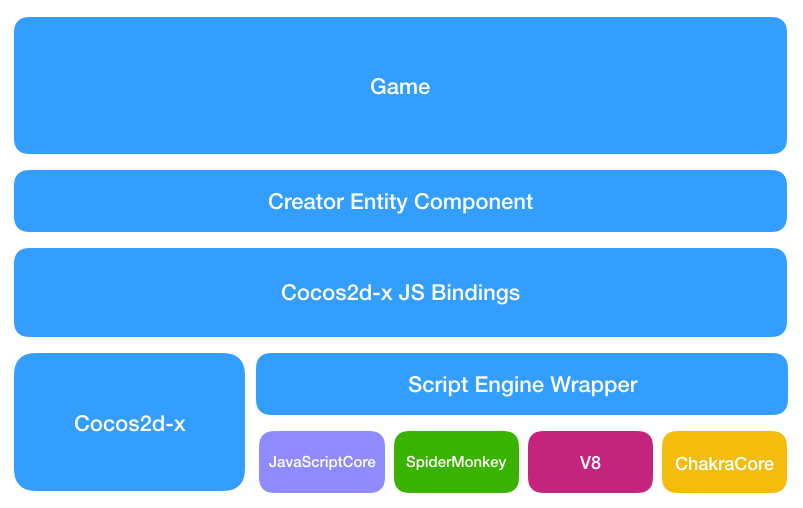 Game
Creator Entity Component
Cocos2d-x JS Bindings
Cocos2d-x
Script Engine Wrapper
JavaScriptCore
SpiderMonkey
V8
ChakraCore